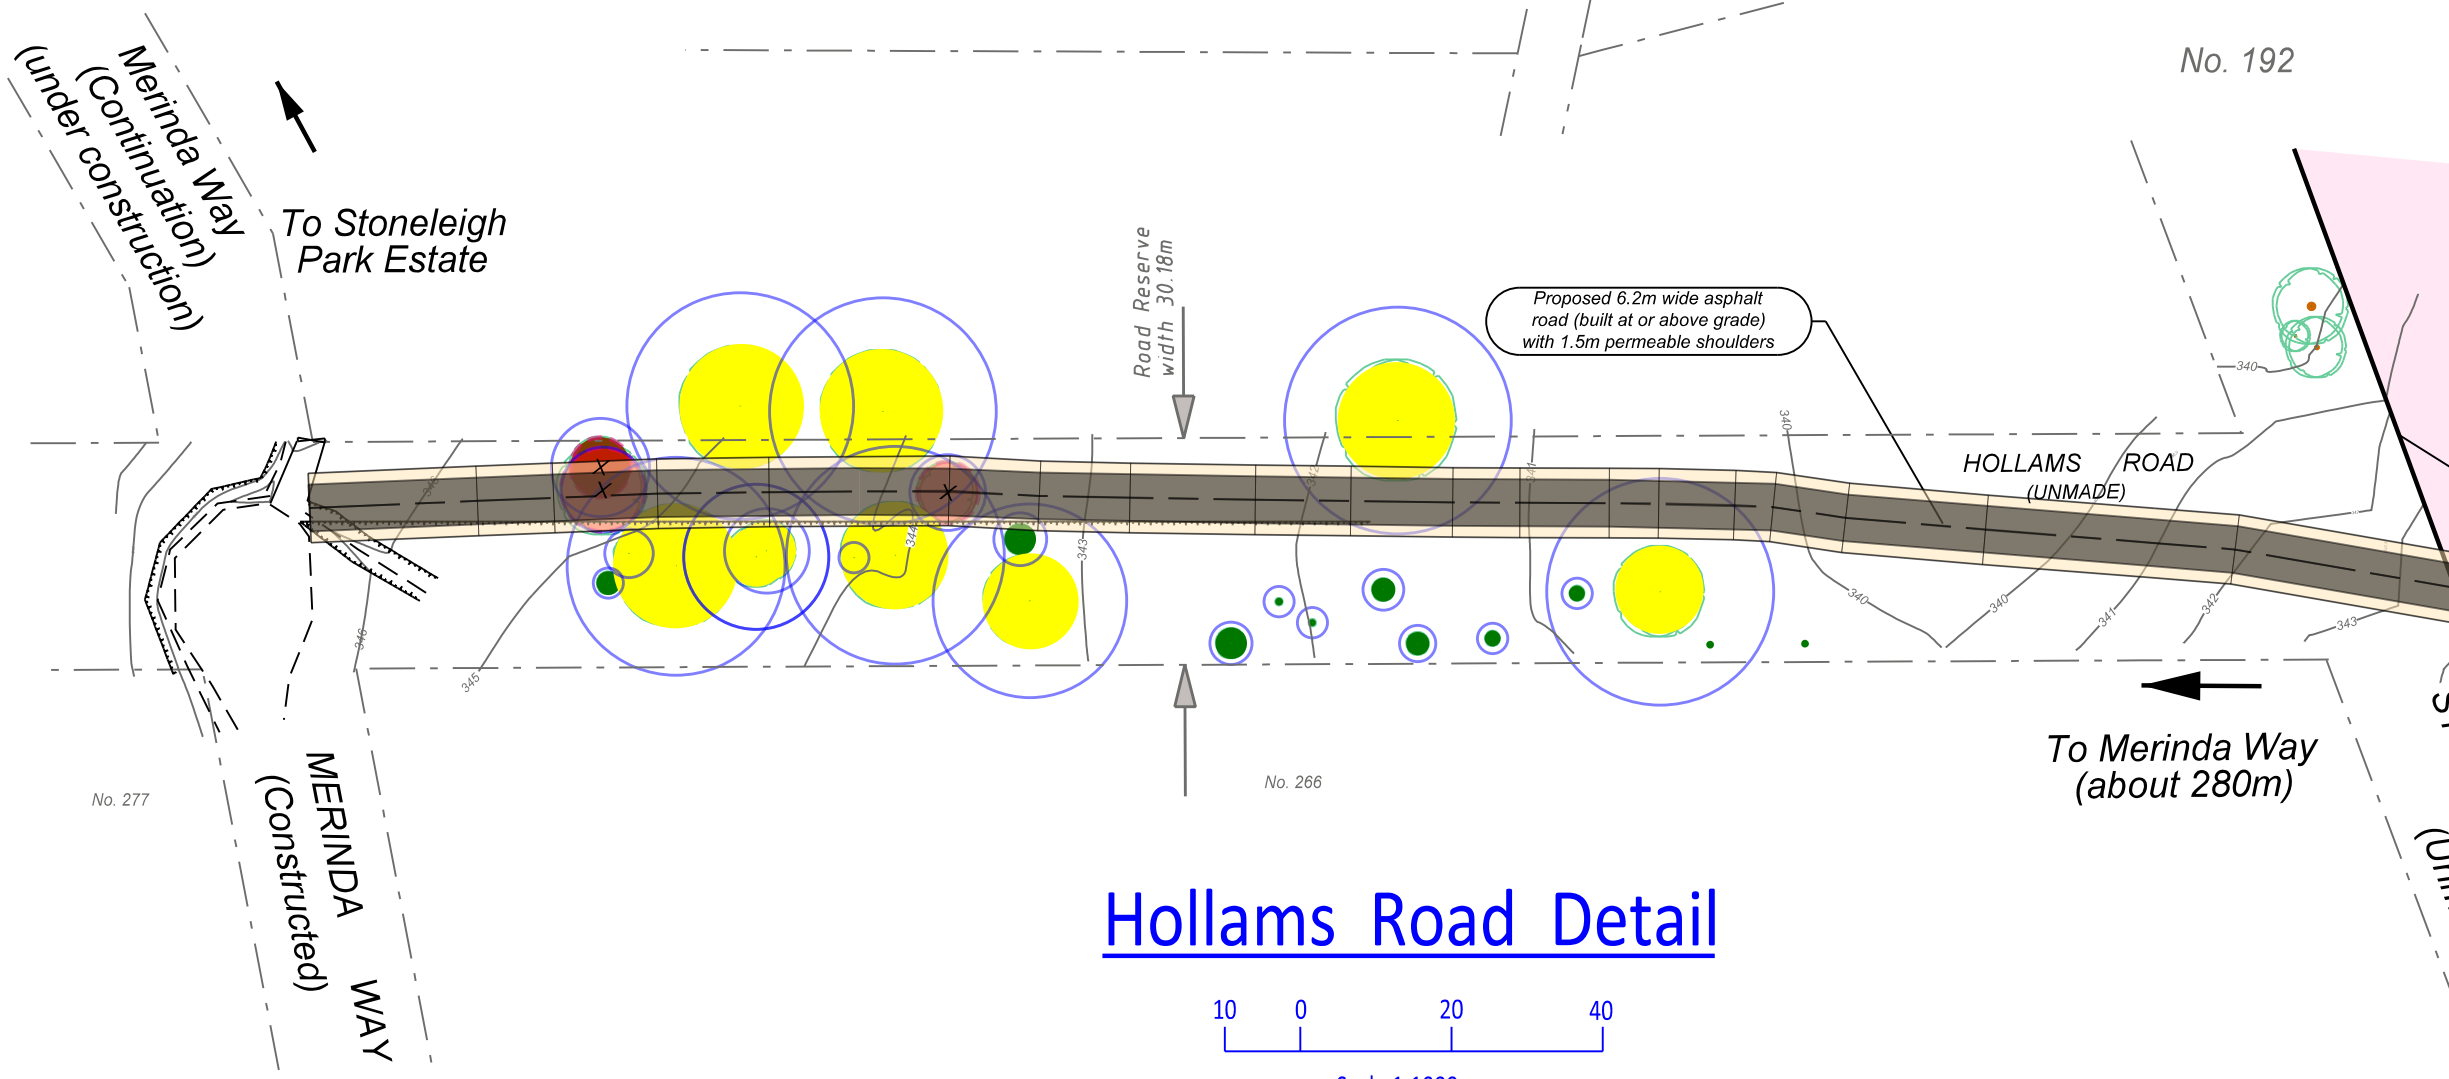 Merinda Way
(Continuation)
(under construction)
To Stoneleigh
Park Estate
No. 192
Road Reserve
width 30.18m
Proposed 6.2m wide asphalt
road (built at or above grade)
with 1.5m permeable shoulders
HOLLAMS ROAD
(UNMADE)
340
340
341
342
346
344
343
340
340
341
342
343
345
346
To Merinda Way
(about 280m)
No. 277
No. 266
MERINDA WAY
(Constructed)
Hollams Road Detail
10 0 20 40